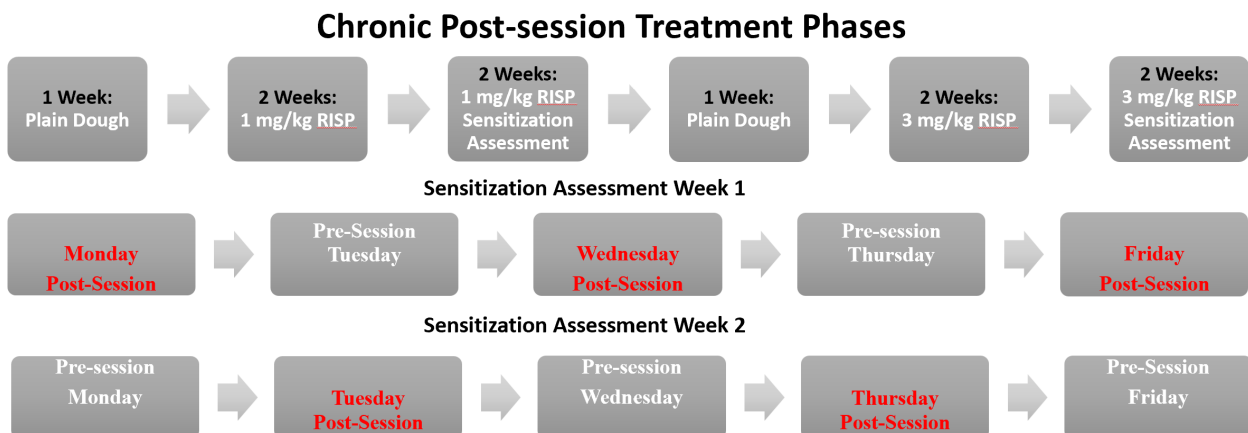 Chronic Post-session Treatment Phases
1 Week:
Plain Dough
2 Weeks:
1 mg/kg RISP
2 Weeks:
1 mg/kg RISP
Sensitization
Assessment
1 Week:
Plain Dough
2 Weeks:
3 mg/kg RISP
2 Weeks:
3 mg/kg RISP
Sensitization
Assessment
Sensitization Assessment Week 1
Monday
Post-Session
Pre-Session
Tuesday
Wednesday
Post-Session
Pre-session
Thursday
Friday
Post-Session
Sensitization Assessment Week 2
Pre-session
Monday
Tuesday
Post-Session
Pre-session
Wednesday
Thursday
Post-Session
Pre-Session
Friday